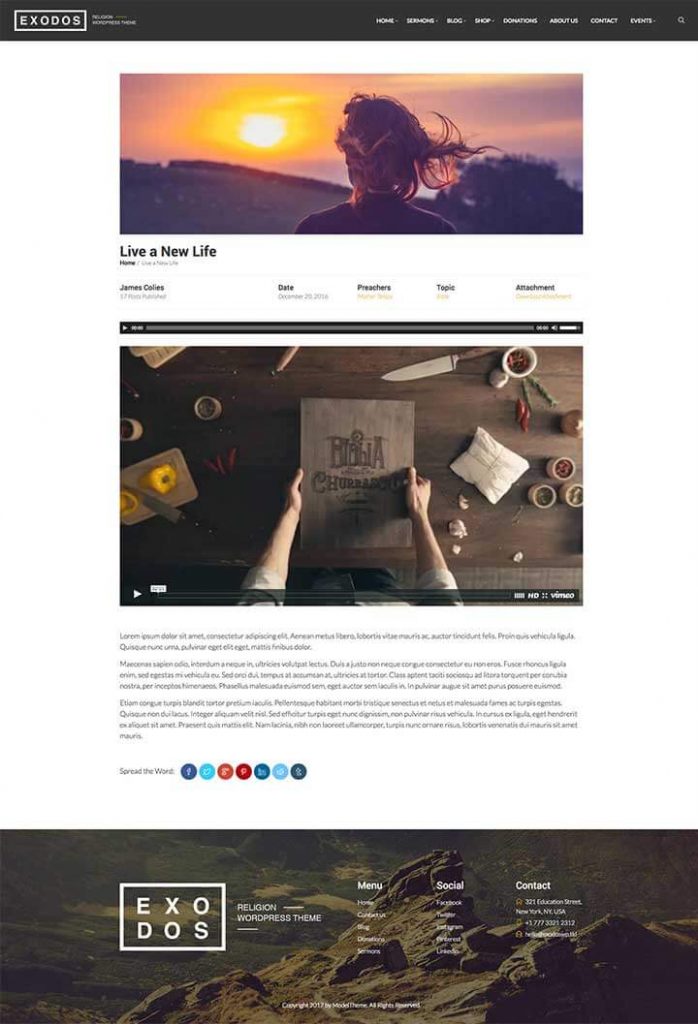 EXODOS
RELIGION
WORDPRESS THEME
HOME SERMONS BLOG SHOP DONATIONS ABOUT US CONTACT EVENTS
Live a New Life
Home / Live a New Life
James Colies Date Preachers Topic Attachment
17 Posts Published December 20, 2016 Download Attachment
00:00 00:00
BIBLIA
CHURRASCO
HD vimeo
Lorem ipsum dolor sit amet, consectetur adipiscing elit. Aenean metus libero, lobortis vitae mauris ac, auctor tincidunt felis. Proin quis vehicula ligula.
Quisque nunc urna, pulvinar eget elit eget, mattis finibus dolor.
Maecenas sapien odio, interdum a neque in, ultricies volutpat lectus. Duis a justo non neque congue consectetur eu non eros. Fusce rhoncus ligula
enim, sed egestas mi vehicula eu. Sed orci dui, tempus at accumsan at, ultricies at tortor. Class aptent taciti sociosqu ad litora torquent per conubia
nostra, per inceptos himenaeos. Phasellus malesuada euismod sem, eget auctor sem iaculis in. In pulvinar augue sit amet purus posuere euismod.
Etiam congue turpis blandit tortor pretium iaculis. Pellentesque habitant morbi tristique senectus et netus et malesuada fames ac turpis egestas.
Quisque non dui lacus. Integer aliquam velit nisl. Sed efficitur turpis eget nunc dignissim, non pulvinar risus vehicula. In cursus ex ligula, eget hendrerit
ex aliquet sit amet. Praesent quis mattis elit. Nam lacinia, nibh non laoreet ullamcorper, turpis nunc ornare risus, lobortis venenatis dui mauris sit amet
mauris.
Spread the Word:
EXO
DOS
RELIGION
WORDPRESS THEME
Menu
Home
Contact us
Blog
Donations
Sermons
Social
Facebook
Twitter
Instagram
Pinterest
LinkedIn
Contact
321 Education Street,
New York, NY, USA
+1 777 3321 2312
Copyright 2017 by ModelTheme. All Rights Reserved.